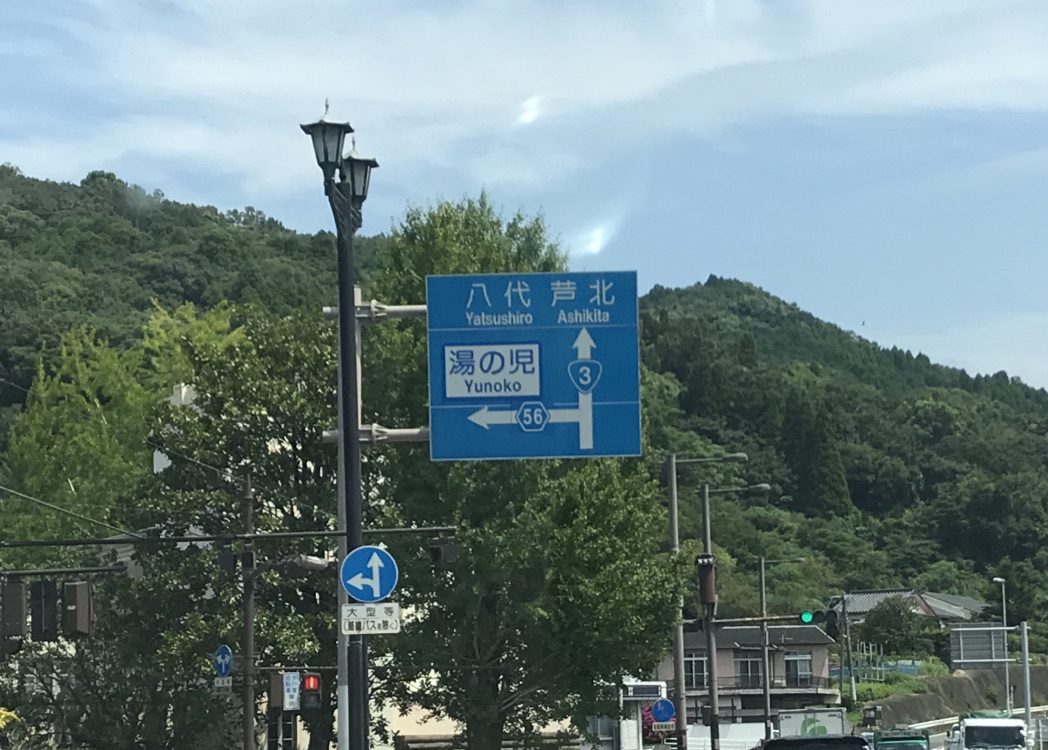 八代 芦北
Yatsushiro Ashikita
湯の児
Yunoko
3
56
大型等
(路線バスを除く)